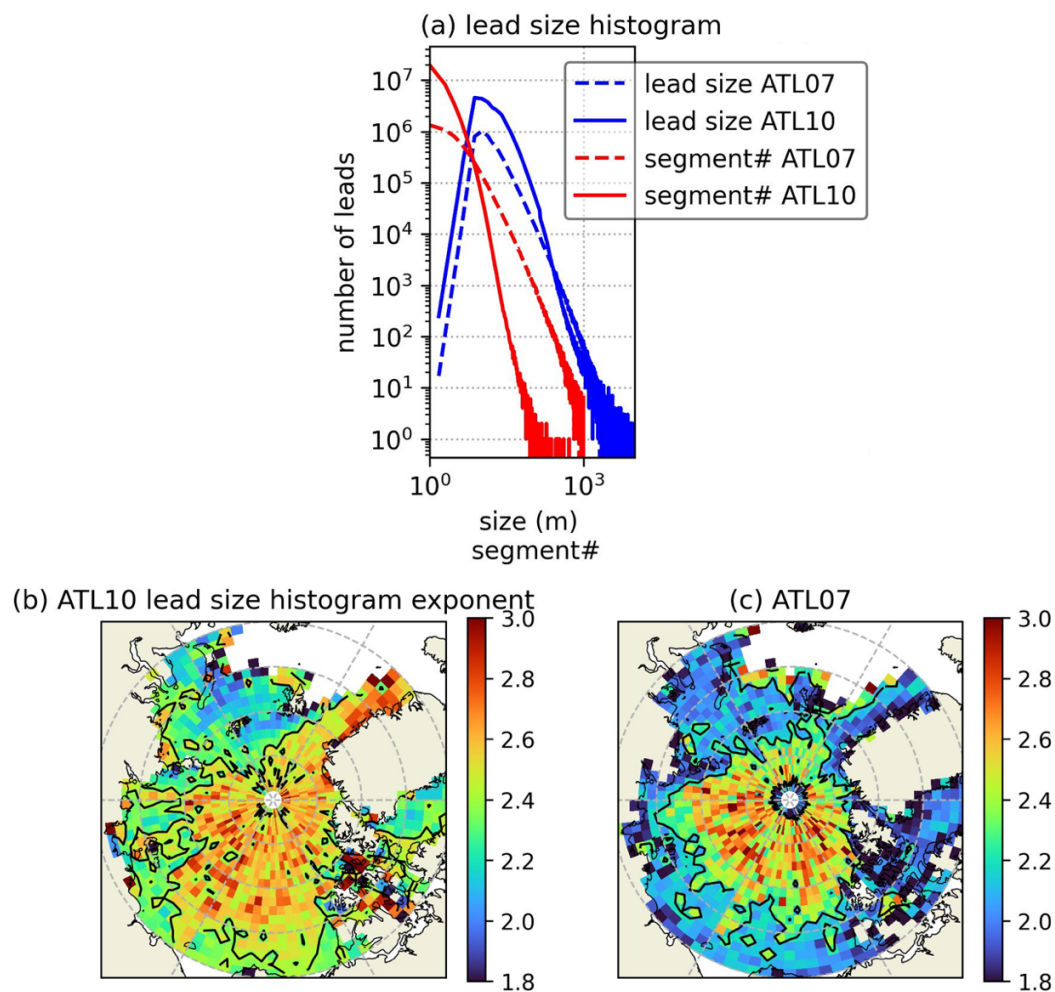 (a) lead size histogram
10^7
10^6
10^5
10^4
10^3
10^2
10^1
10^0
number of leads
lead size ATL07
lead size ATL10
segment# ATL07
segment# ATL10
10^0 10^3
size (m)
segment#
(b) ATL10 lead size histogram exponent
3.0
2.8
2.6
2.4
2.2
2.0
1.8
(c) ATL07
3.0
2.8
2.6
2.4
2.2
2.0
1.8